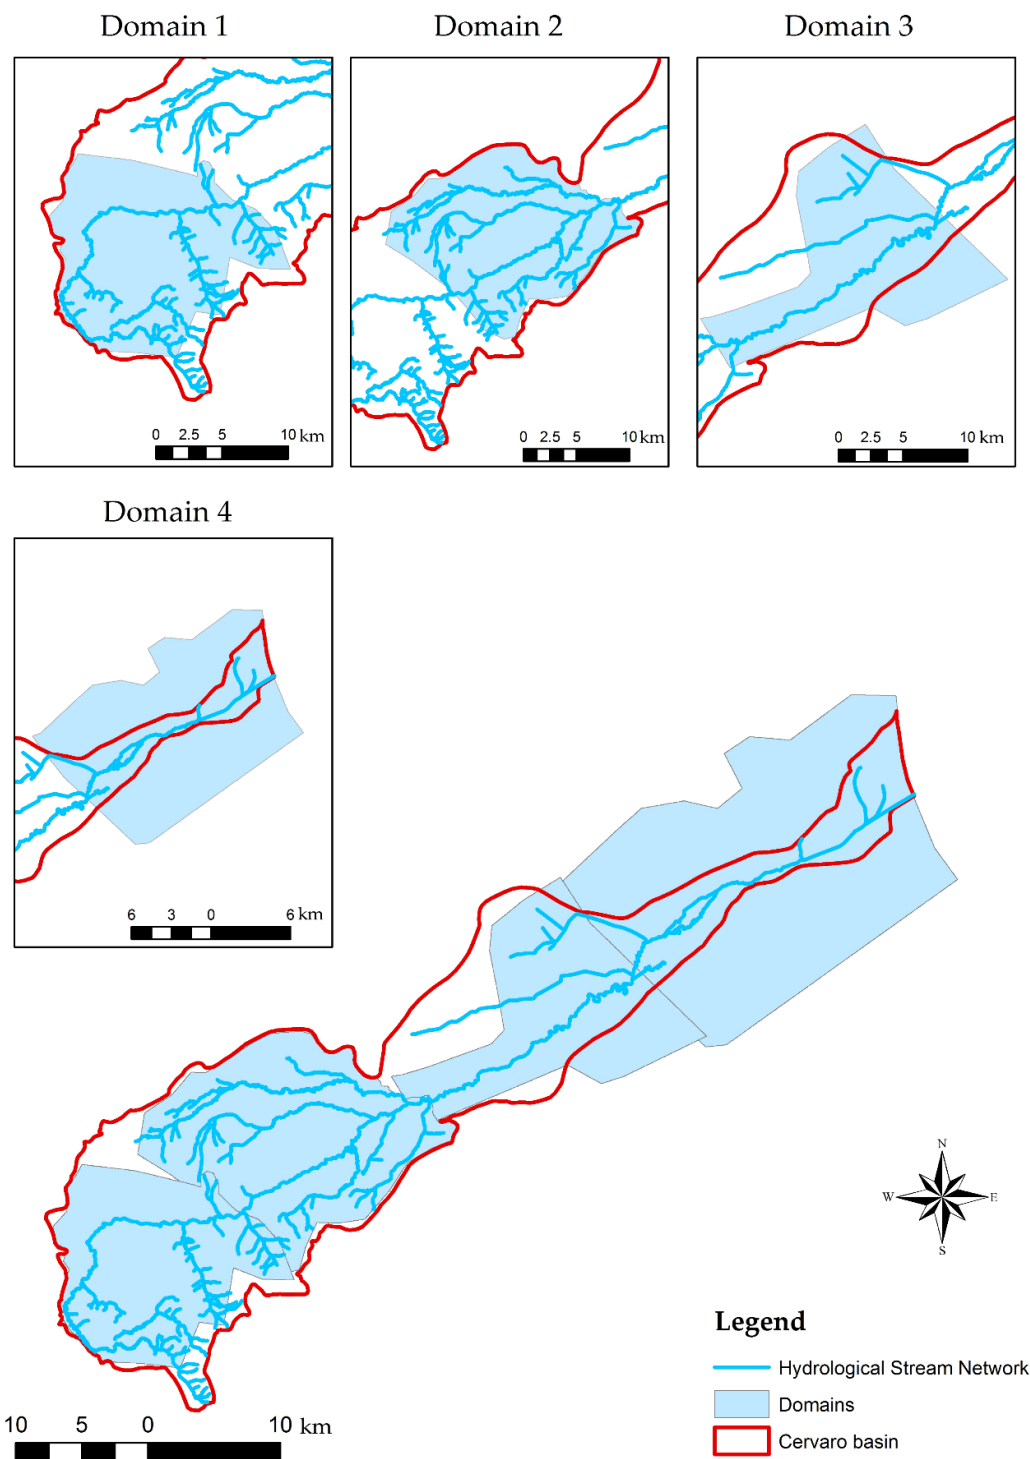 Domain 1
Domain 2
Domain 3
0 2.5 5 10 km
0 2.5 5 10 km
0 2.5 5 10 km
Domain 4
6 3 0 6 km
N
W E
S
Legend
Hydrological Stream Network
Domains
Cervaro basin
10 5 0 10 km